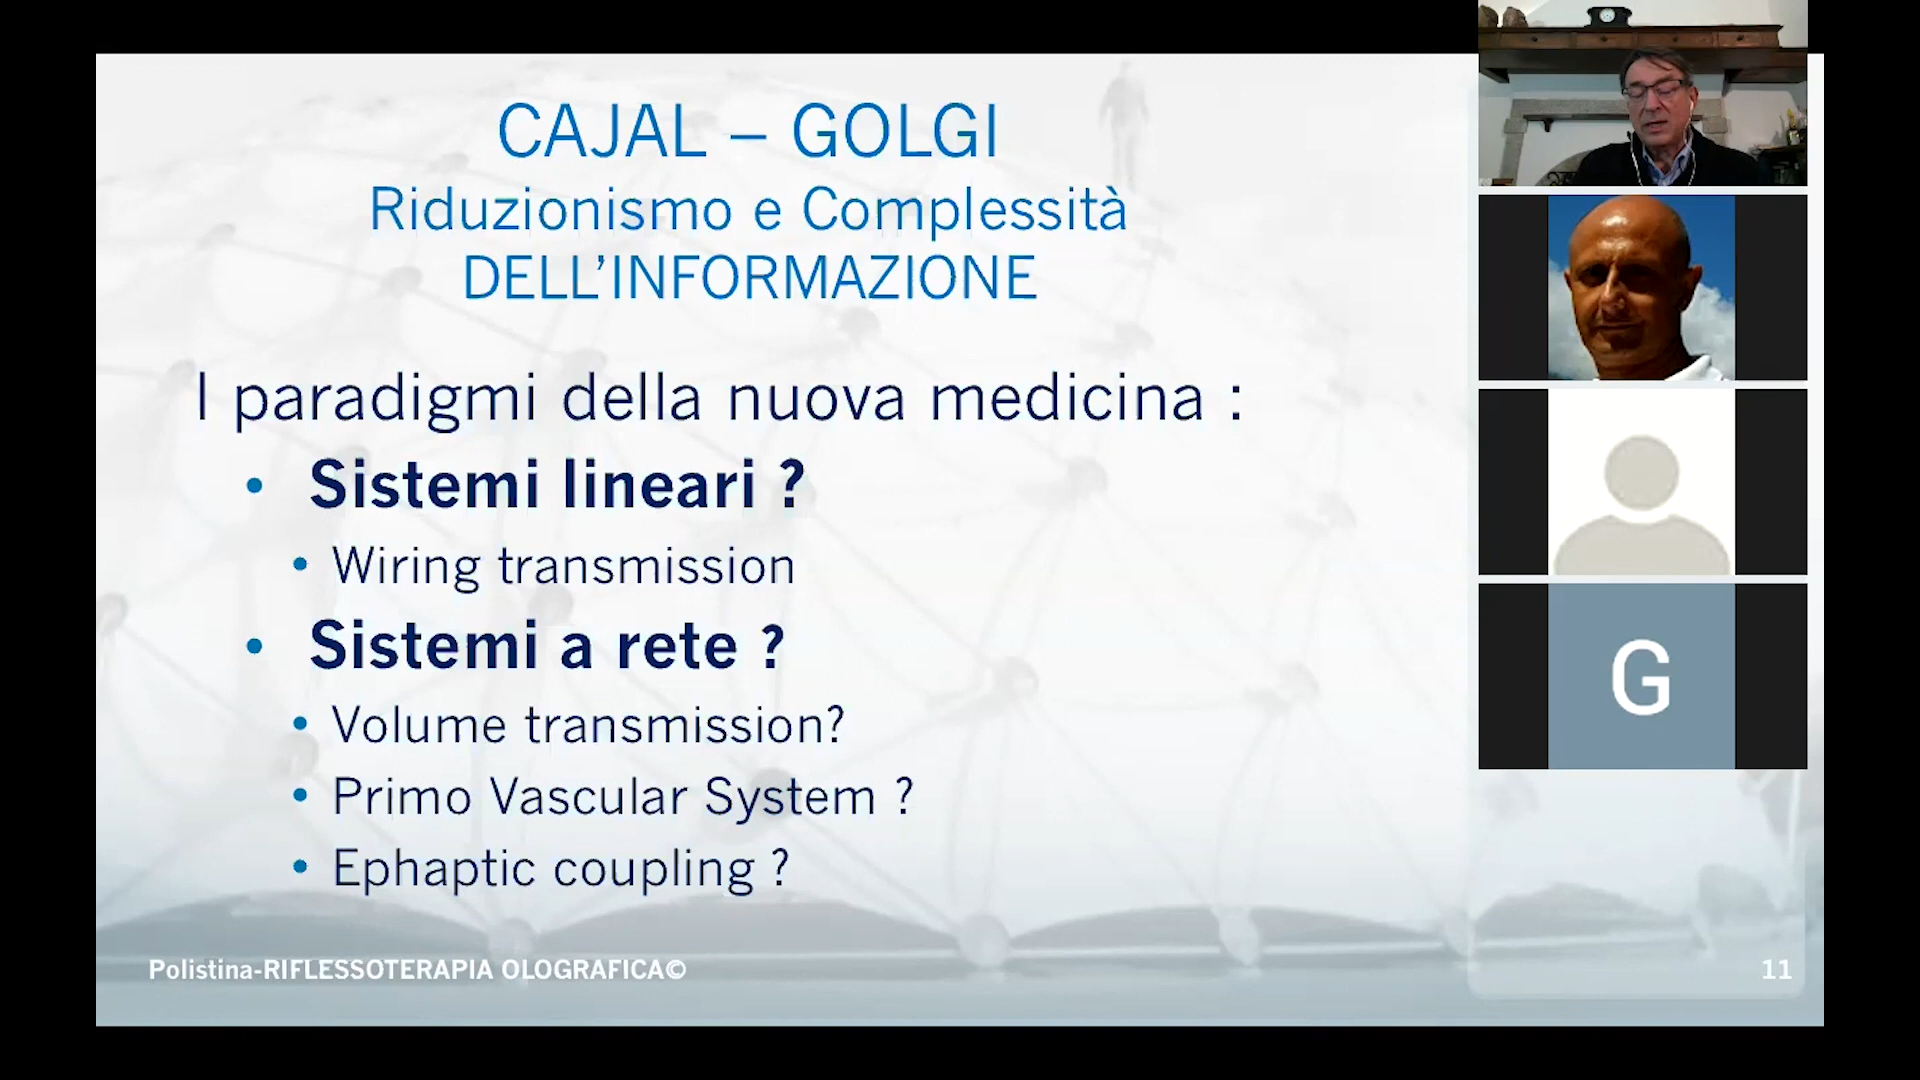 CAJAL – GOLGI
Riduzionismo e Complessità
DELL’INFORMAZIONE
I paradigmi della nuova medicina :
• Sistemi lineari ?
• Wiring transmission
• Sistemi a rete ?
• Volume transmission?
• Primo Vascular System ?
• Ephaptic coupling ?
Polistina-RIFLESSOTERAPIA OLOGRAFICA©
11
G